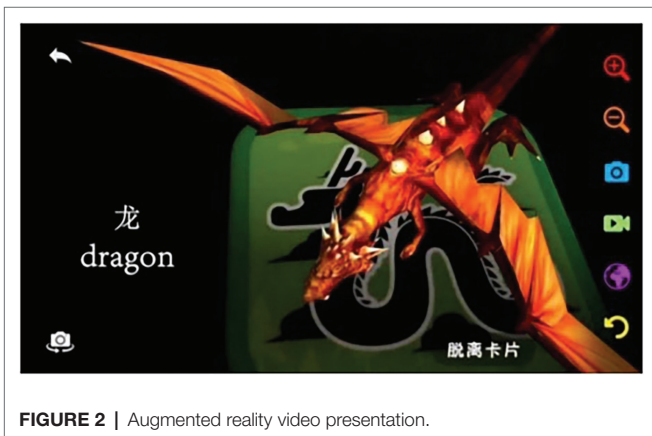 龙
dragon
脱离卡片
FIGURE 2 | Augmented reality video presentation.